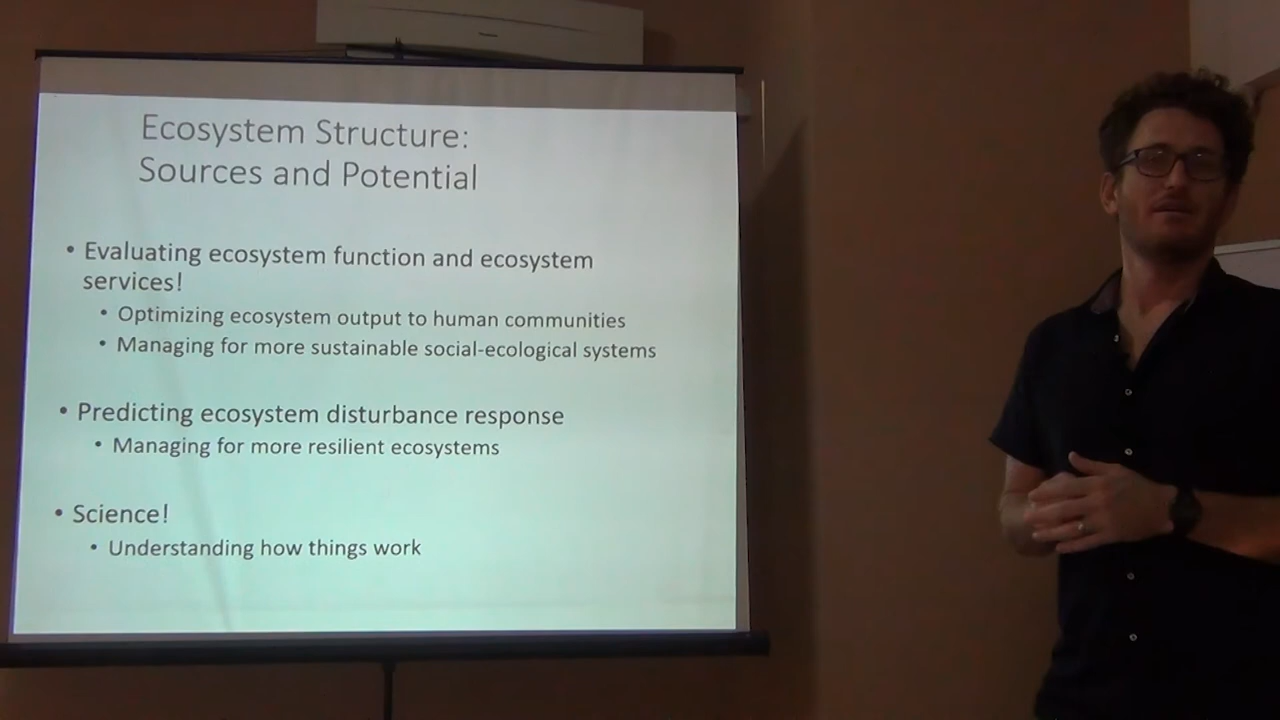 Ecosystem Structure:
Sources and Potential
• Evaluating ecosystem function and ecosystem
services!
• Optimizing ecosystem output to human communities
• Managing for more sustainable social-ecological systems
• Predicting ecosystem disturbance response
• Managing for more resilient ecosystems
• Science!
• Understanding how things work